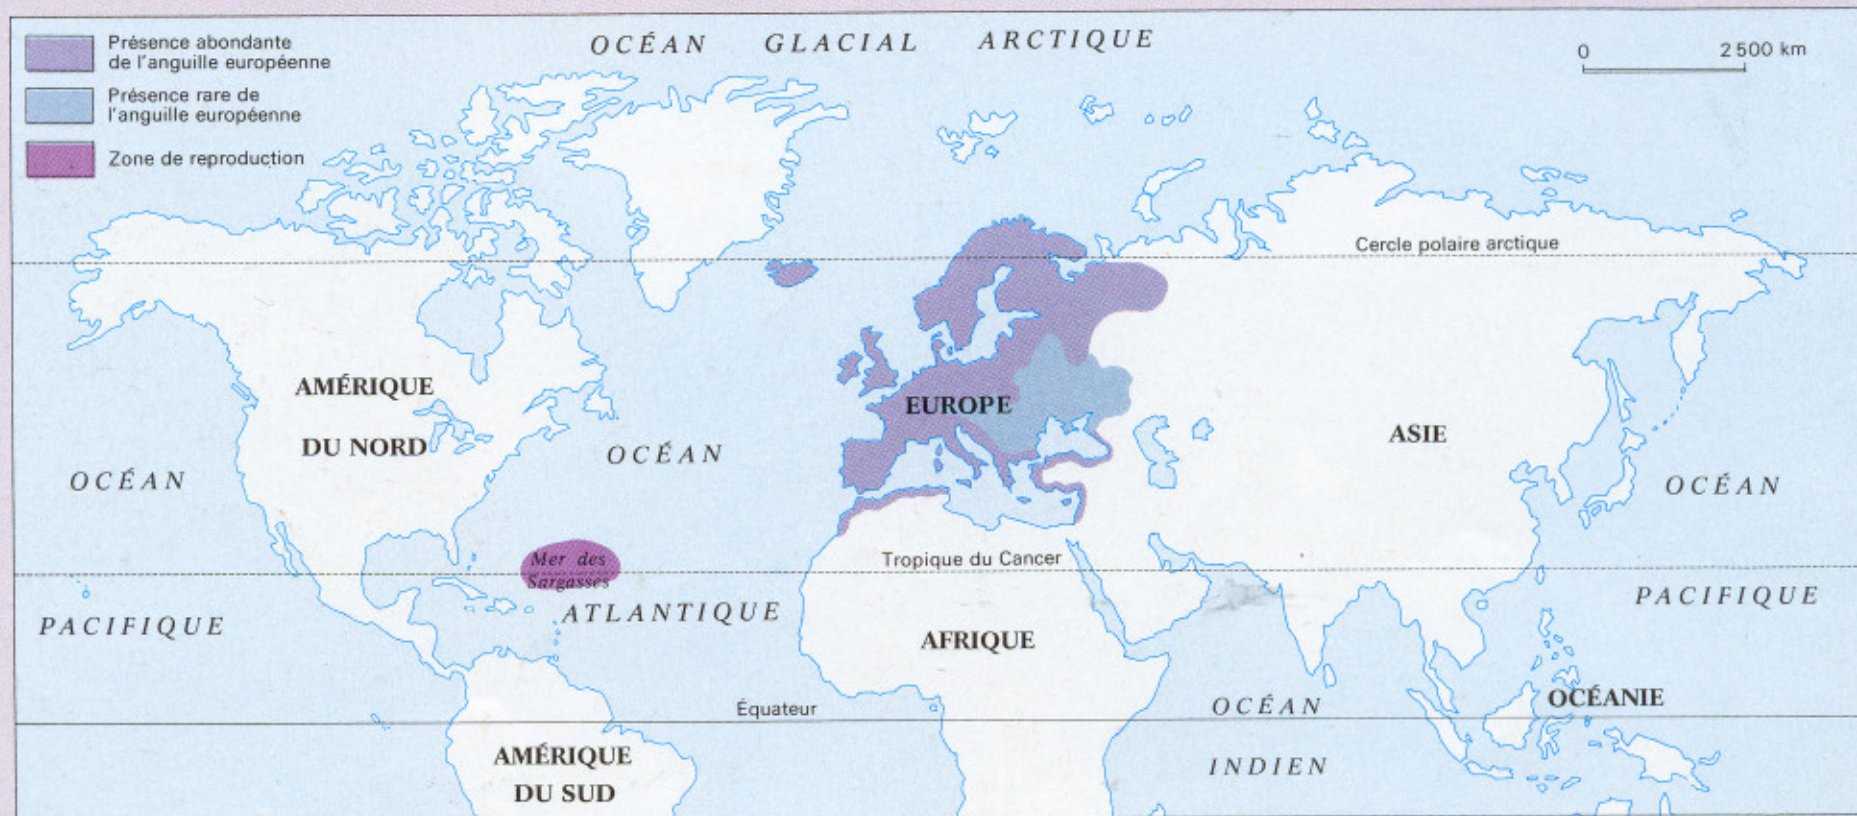 Présence abondante
de l'anguille européenne
Présence rare de
l'anguille européenne
Zone de reproduction
OCÉAN GLACIAL ARCTIQUE
0 2 500 km
Cercle polaire arctique
AMÉRIQUE
DU NORD
EUROPE
ASIE
OCÉAN
OCÉAN
OCÉAN
Mer des
Sargasses
Tropique du Cancer
PACIFIQUE
ATLANTIQUE
PACIFIQUE
AFRIQUE
Équateur
OCÉAN
INDIEN
OCÉANIE
AMÉRIQUE
DU SUD